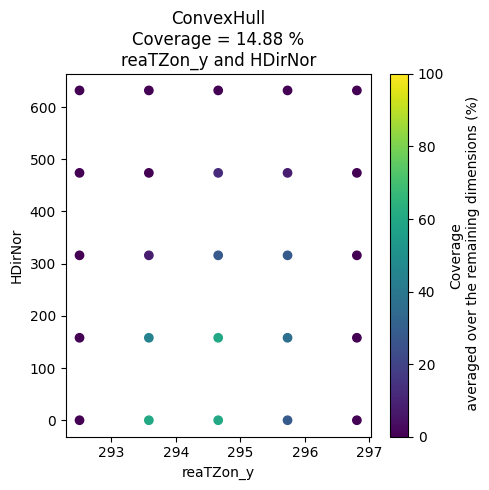 ConvexHull
Coverage = 14.88 %
reaTZon_y and HDirNor
600
500
400
300
200
100
0
HDirNor
293
294
295
296
297
reaTZon_y
100
80
60
40
20
0
Coverage
averaged over the remaining dimensions (%)